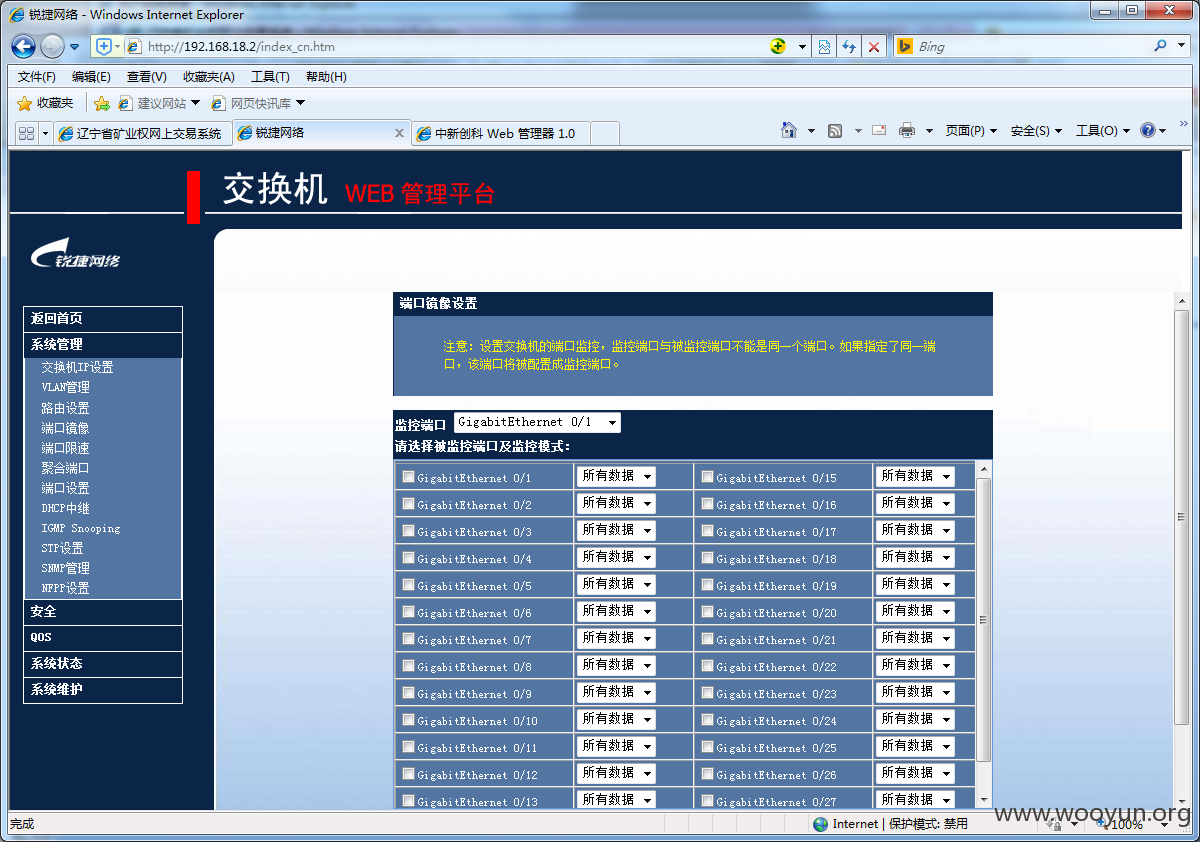 锐捷网络 - Windows Internet Explorer
http://192.168.18.2/index_cn.htm
Bing
文件(F) 编辑(E) 查看(V) 收藏夹(A) 工具(T) 帮助(H)
收藏夹 建议网站 网页快讯库
辽宁省矿业权网上交易系统 锐捷网络 中新创科 Web 管理器 1.0
页面(P) 安全(S) 工具(O) »
交换机 WEB 管理平台
锐捷网络
返回首页
系统管理
交换机IP设置
VLAN管理
路由设置
端口镜像
端口限速
聚合端口
端口设置
DHCP中继
IGMP Snooping
STP设置
SNMP管理
NFPP设置
安全
QOS
系统状态
系统维护
端口镜像设置
注意：设置交换机的端口监控，监控端口与被监控端口不能是同一个端口。如果指定了同一端
口，该端口将被配置成监控端口。
监控端口 GigabitEthernet 0/1
请选择被监控端口及监控模式：
GigabitEthernet 0/1 所有数据 GigabitEthernet 0/15 所有数据
GigabitEthernet 0/2 所有数据 GigabitEthernet 0/16 所有数据
GigabitEthernet 0/3 所有数据 GigabitEthernet 0/17 所有数据
GigabitEthernet 0/4 所有数据 GigabitEthernet 0/18 所有数据
GigabitEthernet 0/5 所有数据 GigabitEthernet 0/19 所有数据
GigabitEthernet 0/6 所有数据 GigabitEthernet 0/20 所有数据
GigabitEthernet 0/7 所有数据 GigabitEthernet 0/21 所有数据
GigabitEthernet 0/8 所有数据 GigabitEthernet 0/22 所有数据
GigabitEthernet 0/9 所有数据 GigabitEthernet 0/23 所有数据
GigabitEthernet 0/10 所有数据 GigabitEthernet 0/24 所有数据
GigabitEthernet 0/11 所有数据 GigabitEthernet 0/25 所有数据
GigabitEthernet 0/12 所有数据 GigabitEthernet 0/26 所有数据
GigabitEthernet 0/13 所有数据 GigabitEthernet 0/27 所有数据
www.wooyun.org
完成 Internet | 保护模式: 禁用 100%